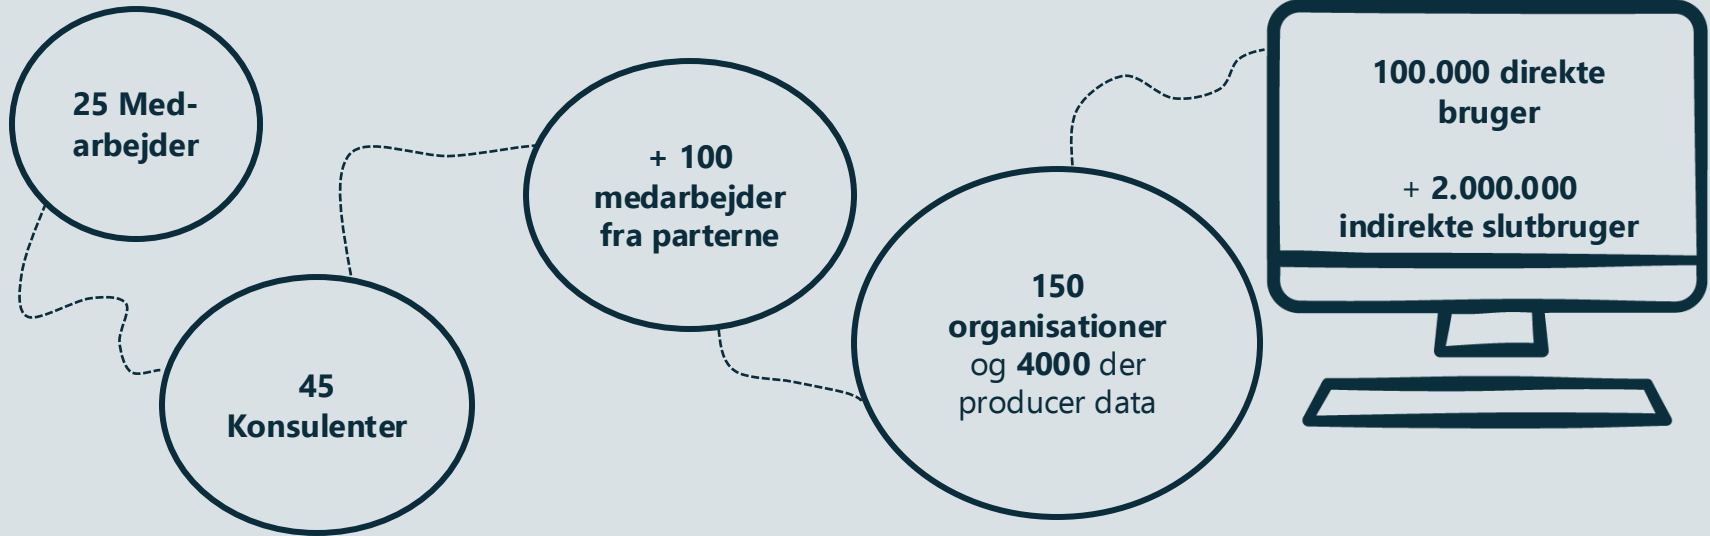 25 Med-
arbejder
45
Konsulenter
+ 100
medarbejder
fra parterne
150
organisationer
og 4000 der
producer data
100.000 direkte
bruger
+ 2.000.000
indirekte slutbruger